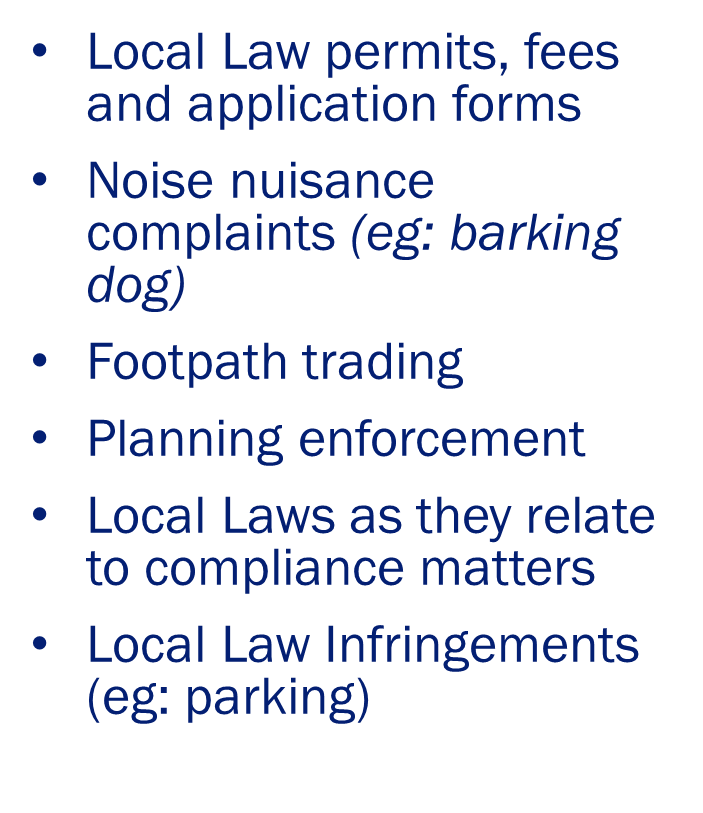 • Local Law permits, fees
and application forms
• Noise nuisance
complaints (eg: barking
dog)
• Footpath trading
• Planning enforcement
• Local Laws as they relate
to compliance matters
• Local Law Infringements
(eg: parking)